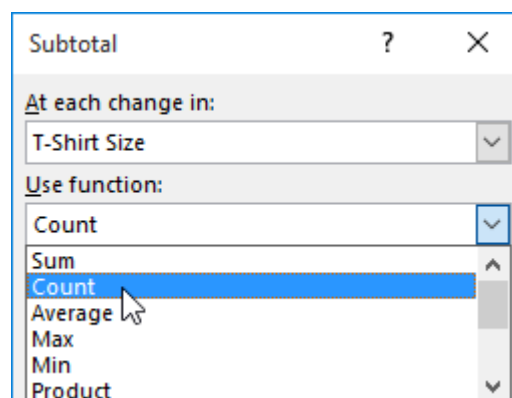 Subtotal ?
At each change in:
T-Shirt Size
Use function:
Count
Sum
Count
Average
Max
Min
Product